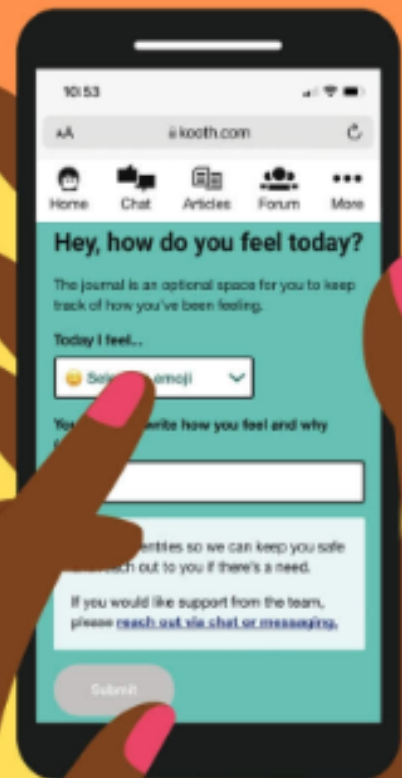 10:53
AA kooth.com
Home Chat Articles Forum More
Hey, how do you feel today?
The journal is an optional space for you to keep
track of how you've been feeling.
Today I feel...
emoji
write how you feel and why
entries so we can keep you safe
out to you if there's a need.
If you would like support from the team,
please reach out via chat or messaging.
Submit